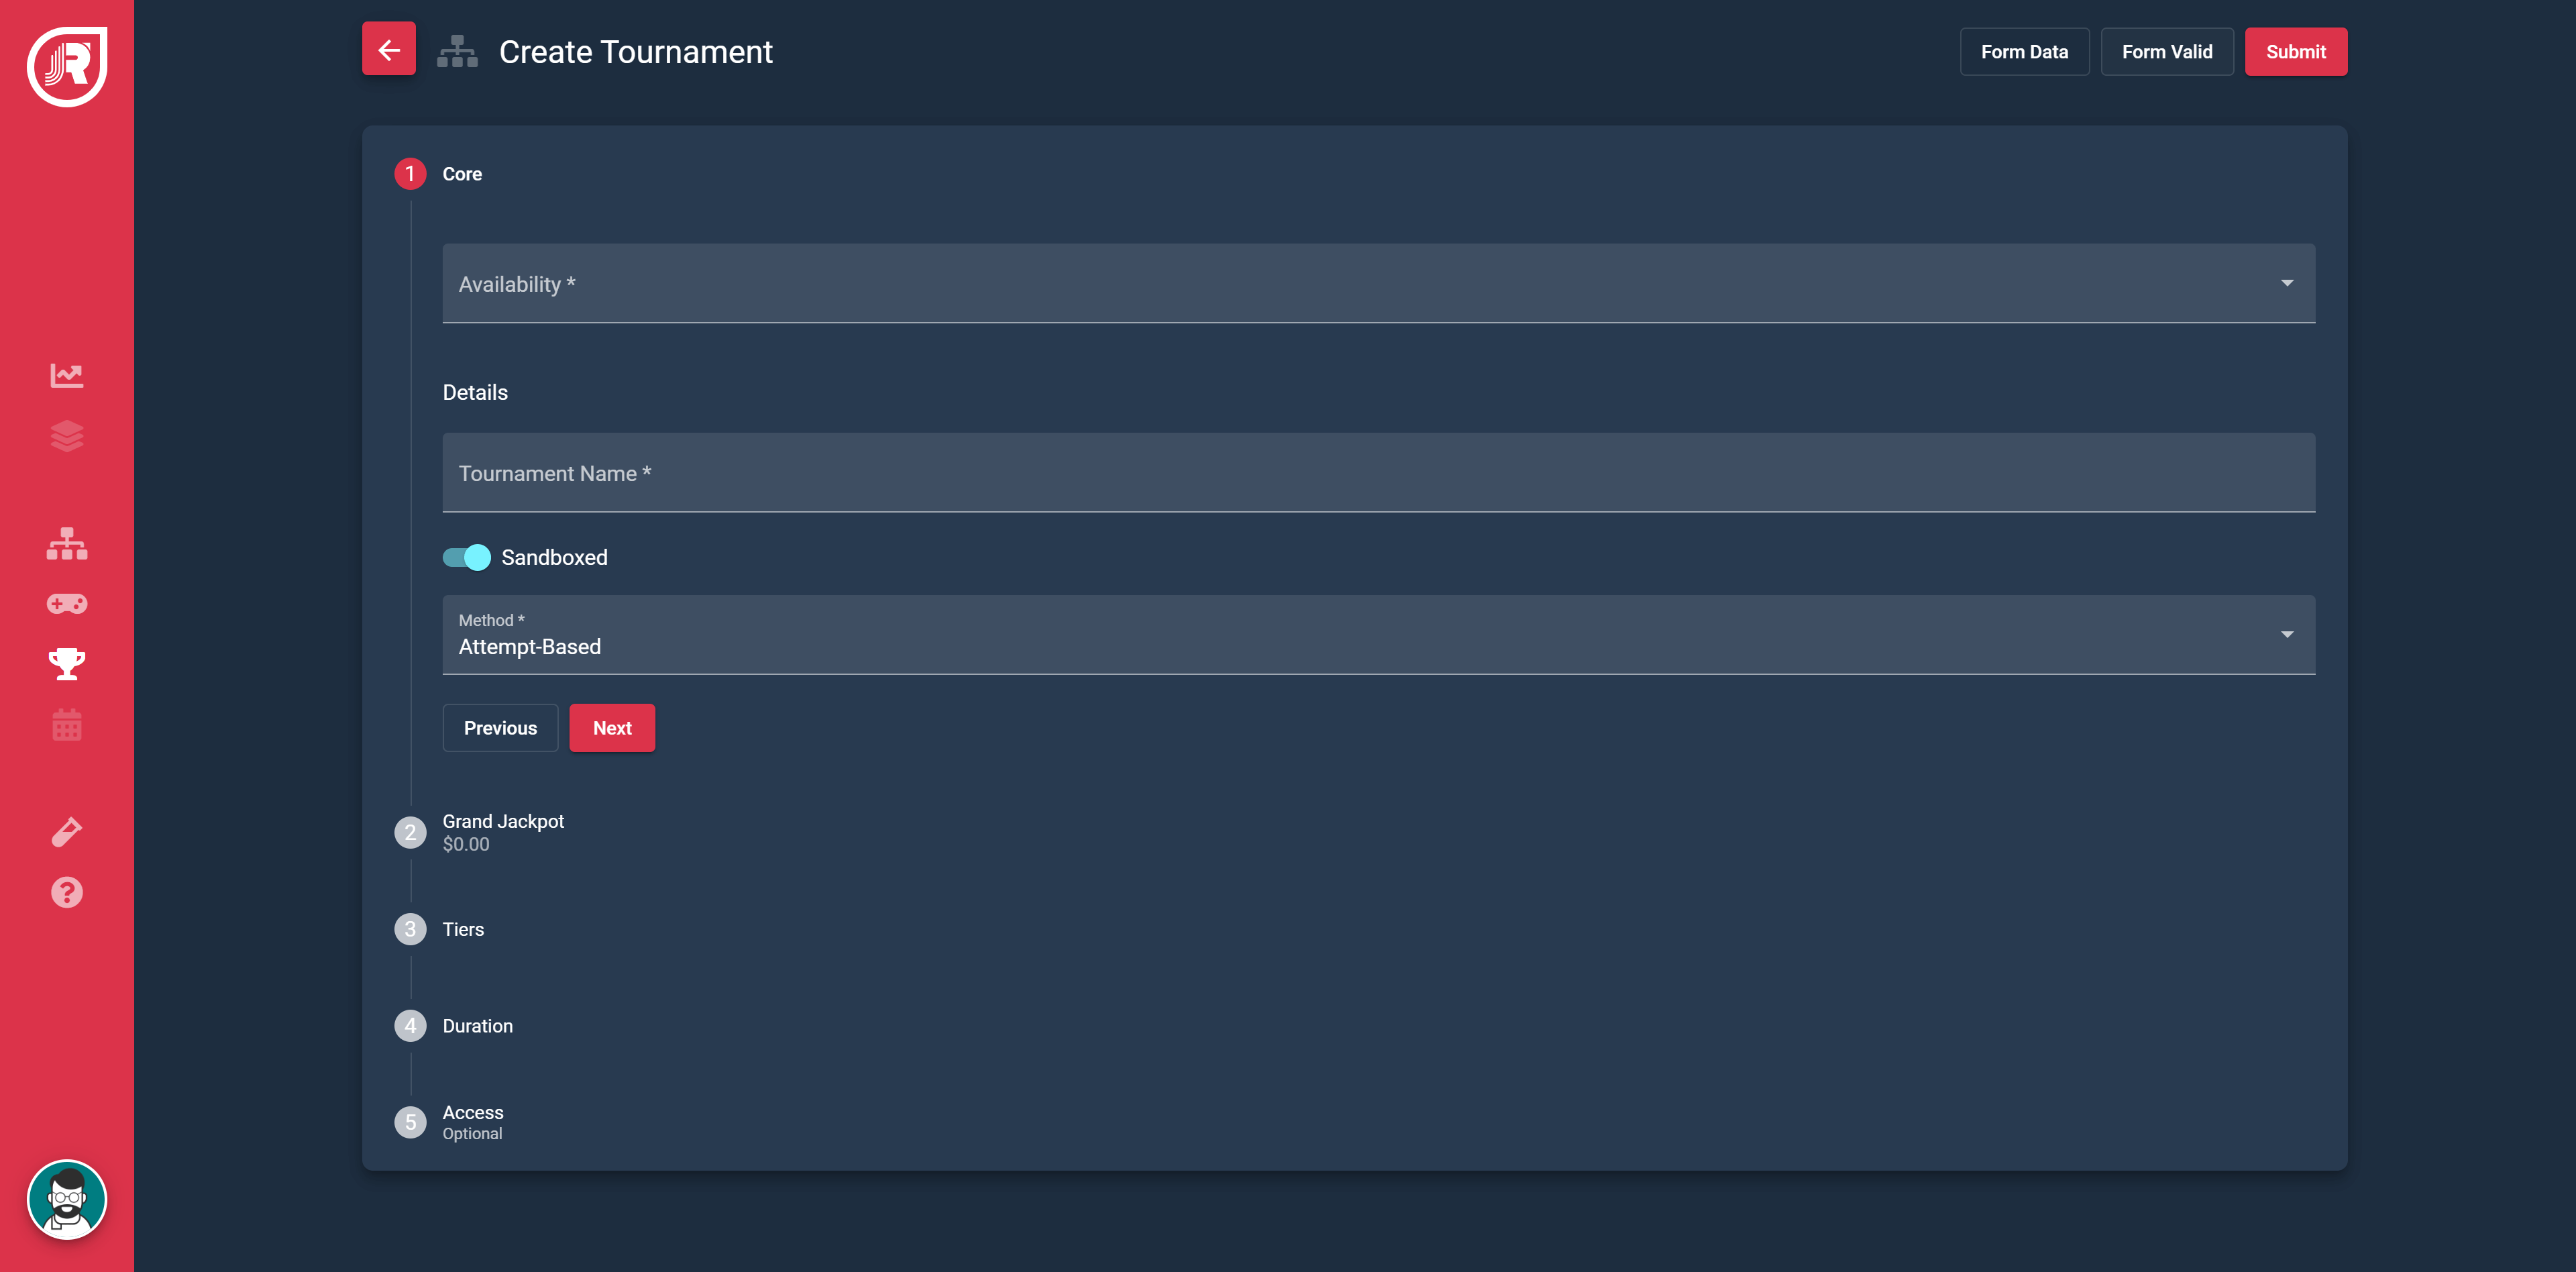 R
Create Tournament
Form Data
Form Valid
Submit
1 Core
Availability *
Details
Tournament Name *
Sandboxed
Method *
Attempt-Based
Previous
Next
2 Grand Jackpot
$0.00
3 Tiers
4 Duration
5 Access
Optional
?